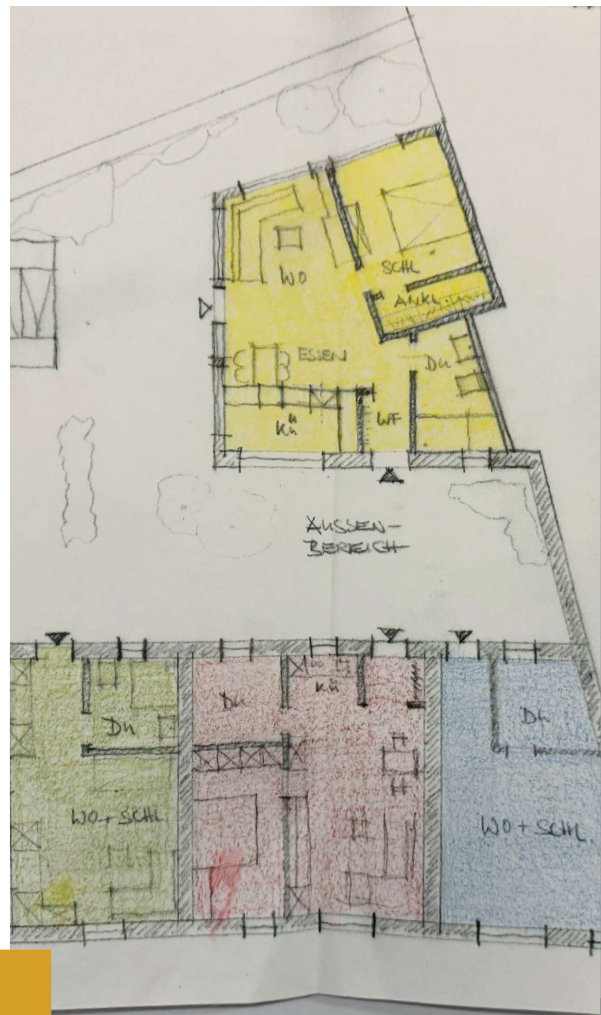 WO
SCHL
ANKL.
ESSEN
DU
KÜ
WF
AUSSEN-
BEREICH
DU
WO + SCHL
DU
KÜ
DU
WO + SCHL.